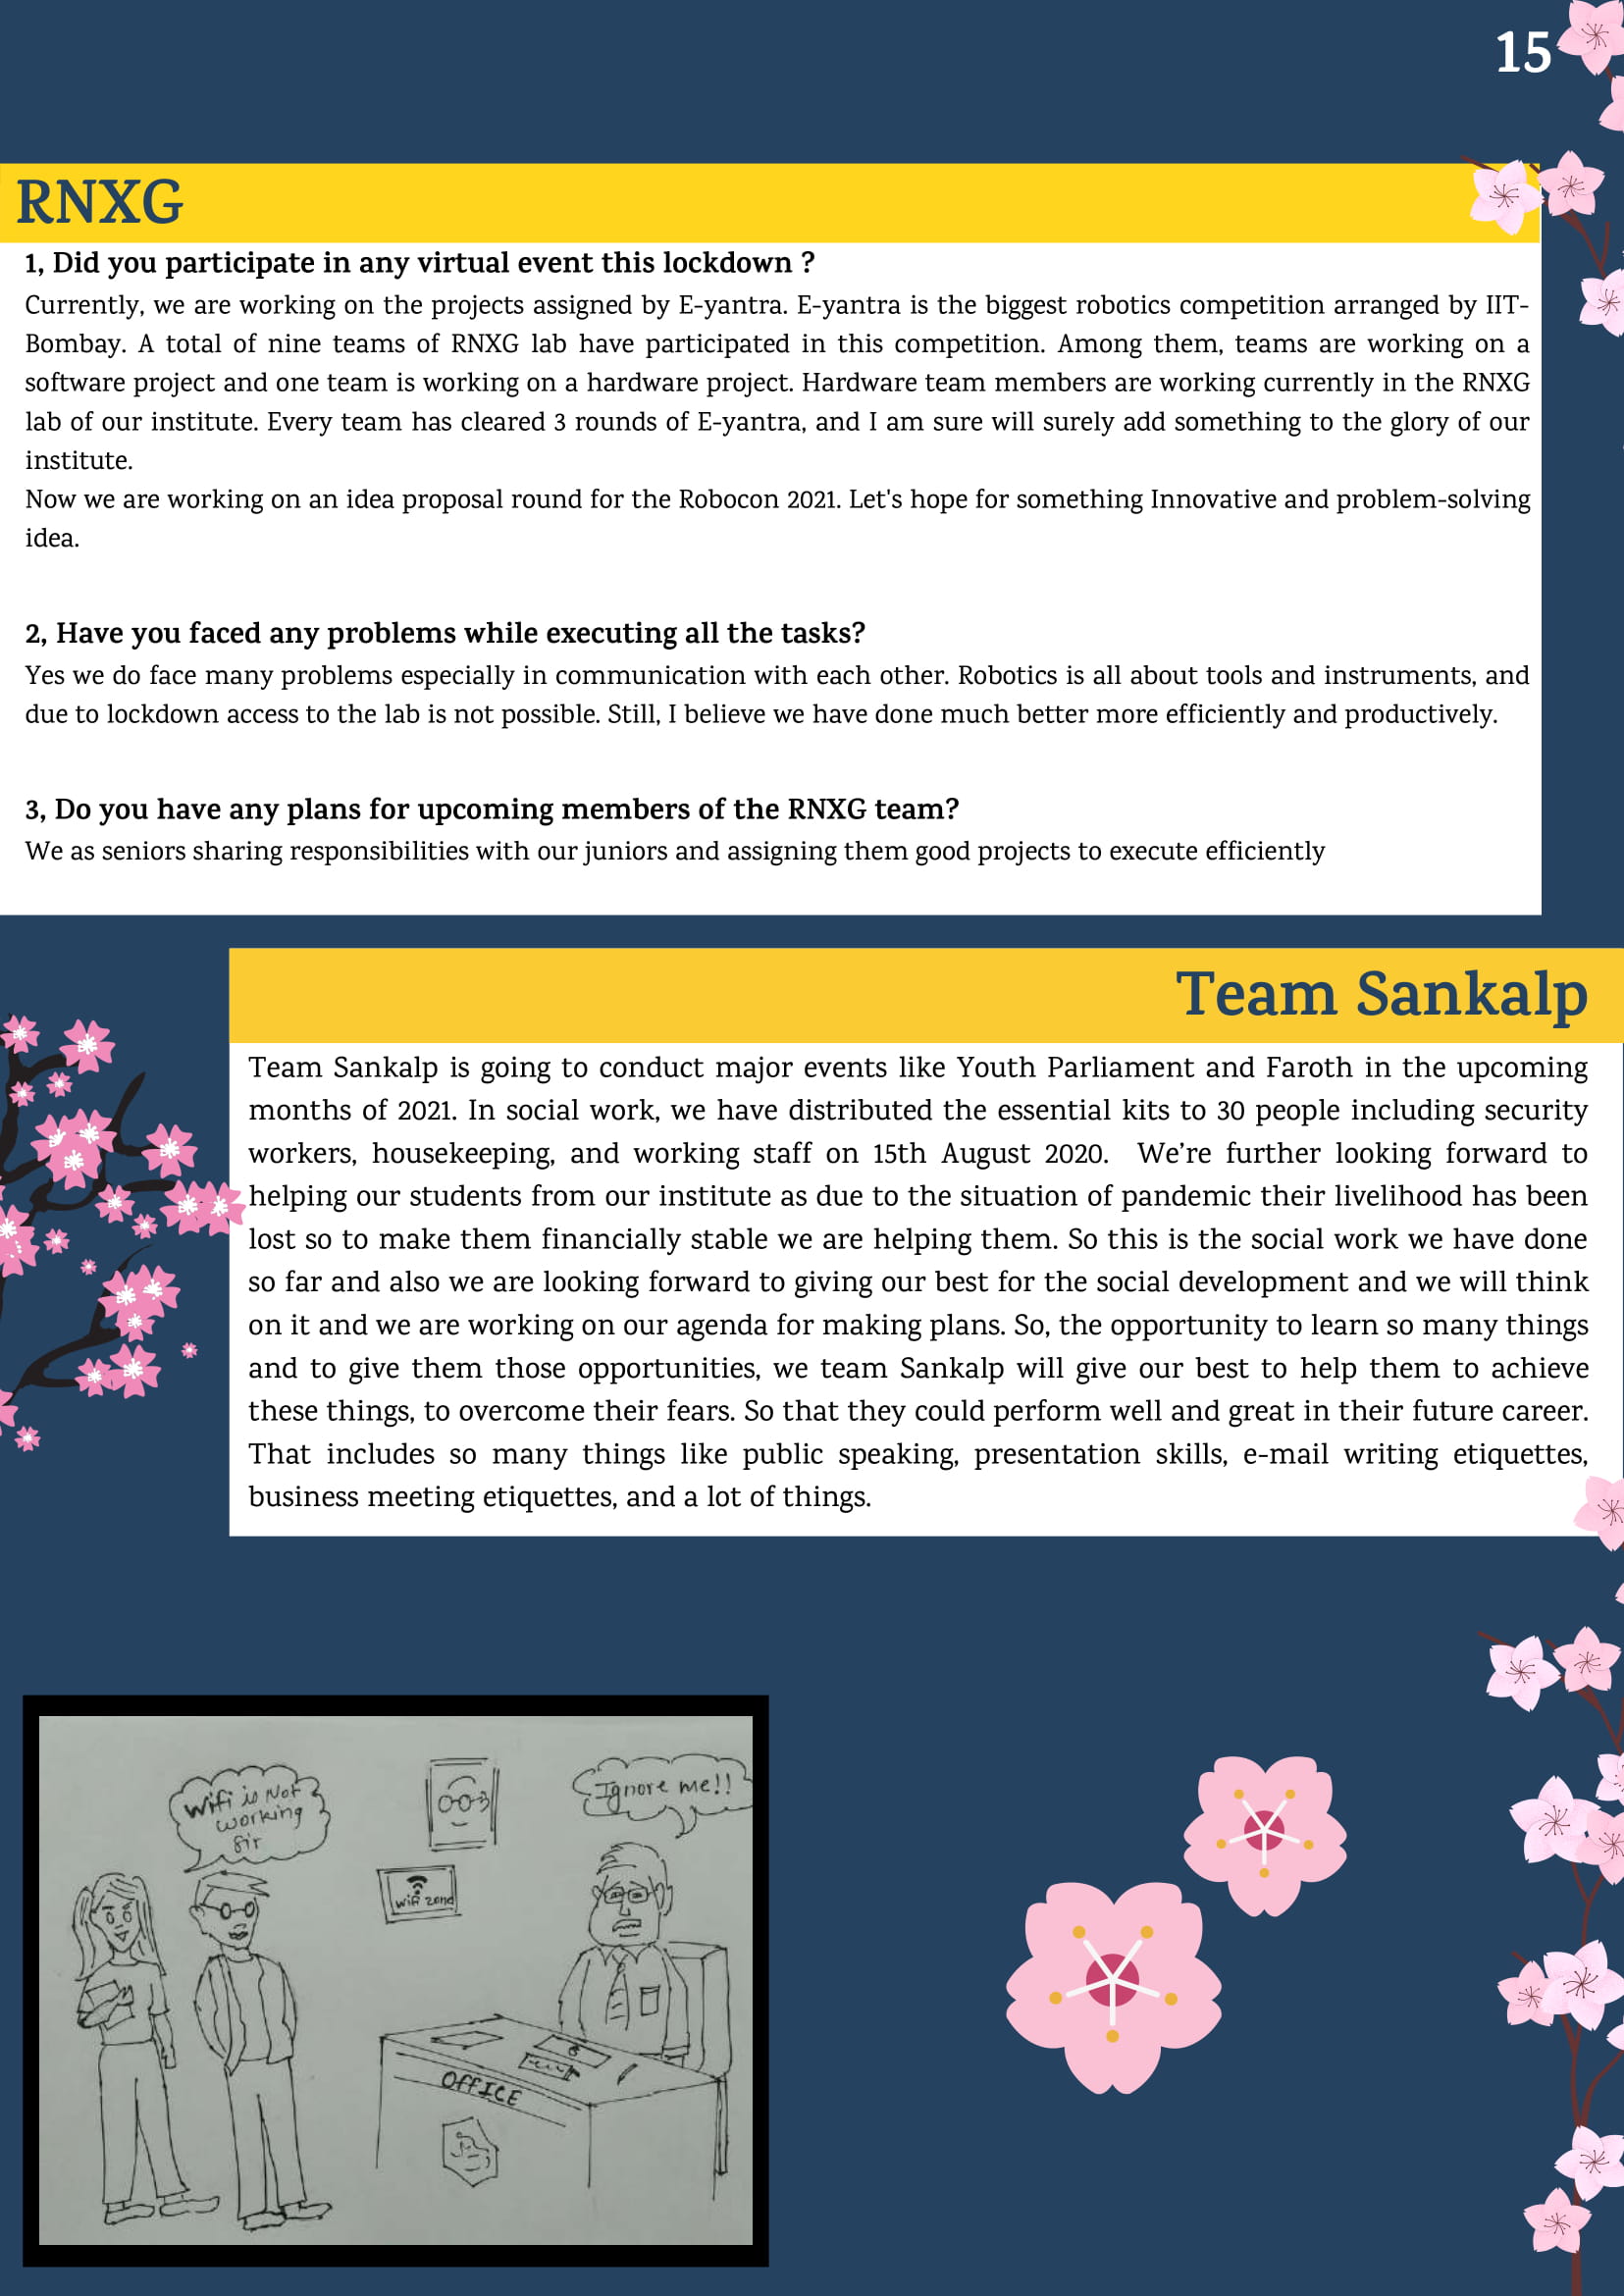 15
RNXG
1, Did you participate in any virtual event this lockdown ?
Currently, we are working on the projects assigned by E-yantra. E-yantra is the biggest robotics competition arranged by IIT-
Bombay. A total of nine teams of RNXG lab have participated in this competition. Among them, teams are working on a
software project and one team is working on a hardware project. Hardware team members are working currently in the RNXG
lab of our institute. Every team has cleared 3 rounds of E-yantra, and I am sure will surely add something to the glory of our
institute.
Now we are working on an idea proposal round for the Robocon 2021. Let's hope for something Innovative and problem-solving
idea.
2, Have you faced any problems while executing all the tasks?
Yes we do face many problems especially in communication with each other. Robotics is all about tools and instruments, and
due to lockdown access to the lab is not possible. Still, I believe we have done much better more efficiently and productively.
3, Do you have any plans for upcoming members of the RNXG team?
We as seniors sharing responsibilities with our juniors and assigning them good projects to execute efficiently
Team Sankalp
Team Sankalp is going to conduct major events like Youth Parliament and Faroth in the upcoming
months of 2021. In social work, we have distributed the essential kits to 30 people including security
workers, housekeeping, and working staff on 15th August 2020.  We’re further looking forward to
helping our students from our institute as due to the situation of pandemic their livelihood has been
lost so to make them financially stable we are helping them. So this is the social work we have done
so far and also we are looking forward to giving our best for the social development and we will think
on it and we are working on our agenda for making plans. So, the opportunity to learn so many things
and to give them those opportunities, we team Sankalp will give our best to help them to achieve
these things, to overcome their fears. So that they could perform well and great in their future career.
That includes so many things like public speaking, presentation skills, e-mail writing etiquettes,
business meeting etiquettes, and a lot of things.
Wifi is Not
working
Sir
Ignore me!!
Wifi zone
OFFICE